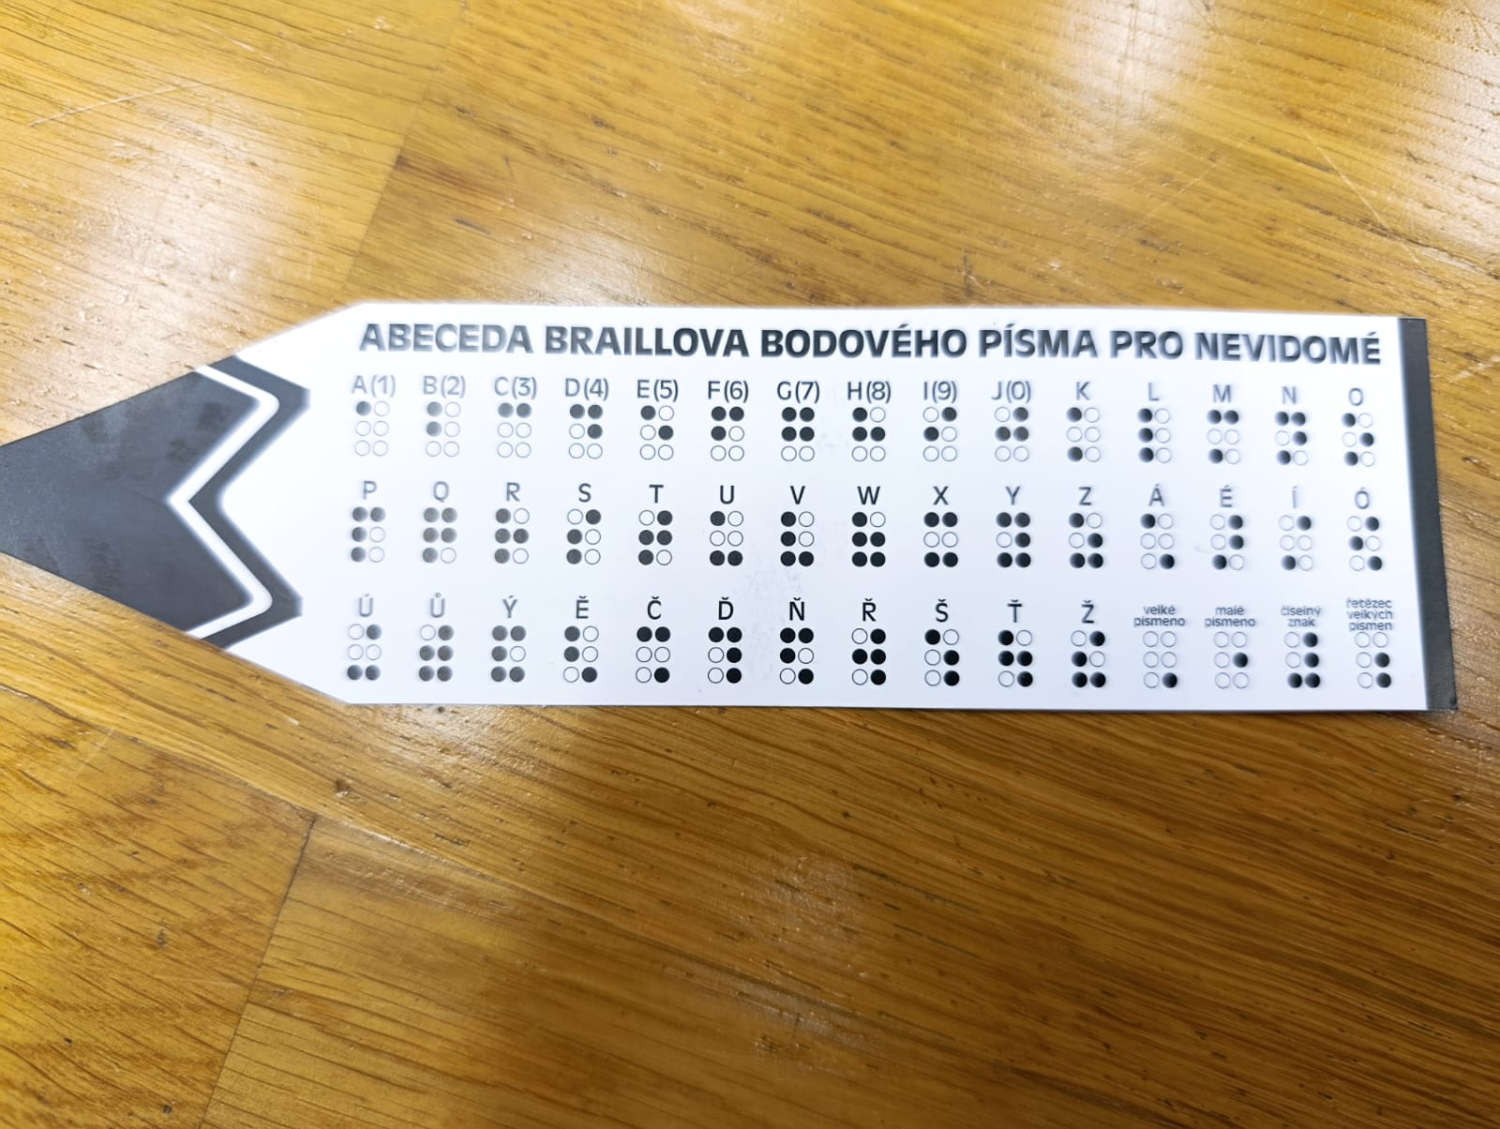 ABECEDA BRAILLOVA BODOVÉHO PÍSMA PRO NEVIDOMÉ
A(1) B(2) C(3) D(4) E(5) F(6) G(7) H(8) I(9) J(0) K L M N O
P Q R S T U V W X Y Z Á É Í Ó
Ú Ů Ý Ě Č Ď Ň Ř Š Ť Ž velké písmeno malé písmeno číselný znak řetězec velkých písmen